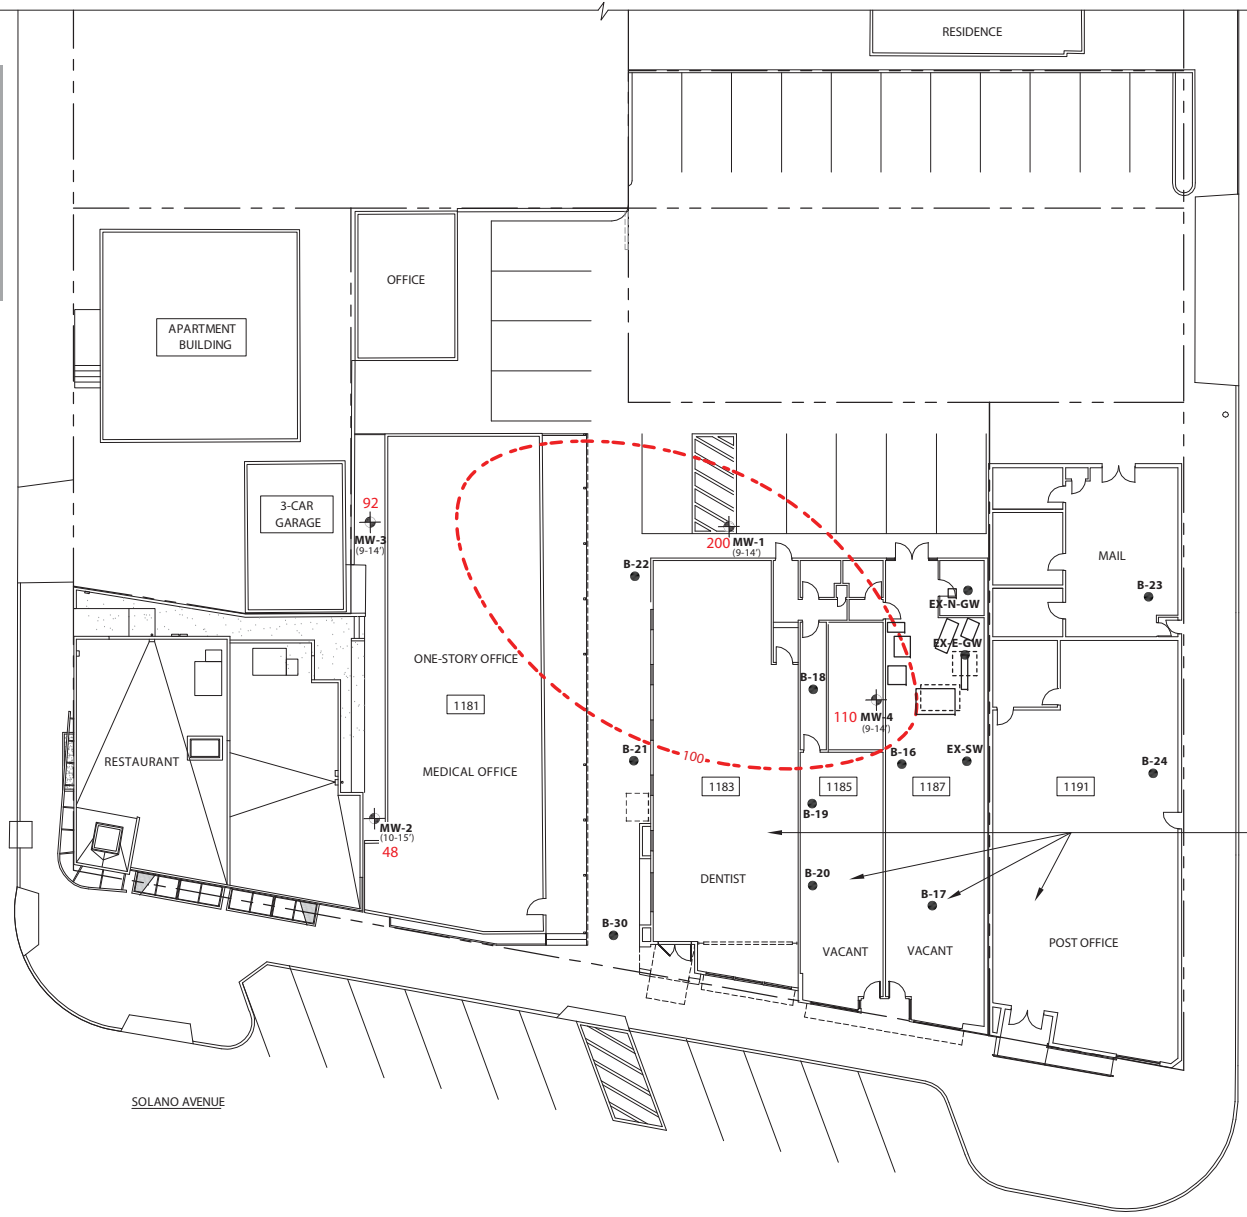 RESIDENCE
OFFICE
APARTMENT
BUILDING
3-CAR
GARAGE
92
MW-3
(9-14')
200 MW-1
(9-14')
B-22
MAIL
B-23
EX-N-GW
EX-E-GW
ONE-STORY OFFICE
1181
MEDICAL OFFICE
B-18
110 MW-4
(9-14')
RESTAURANT
B-21
100
B-16
EX-SW
B-24
1183
1185
1187
1191
B-19
MW-2
(10-15')
48
DENTIST
B-20
B-17
B-30
VACANT
VACANT
POST OFFICE
SOLANO AVENUE